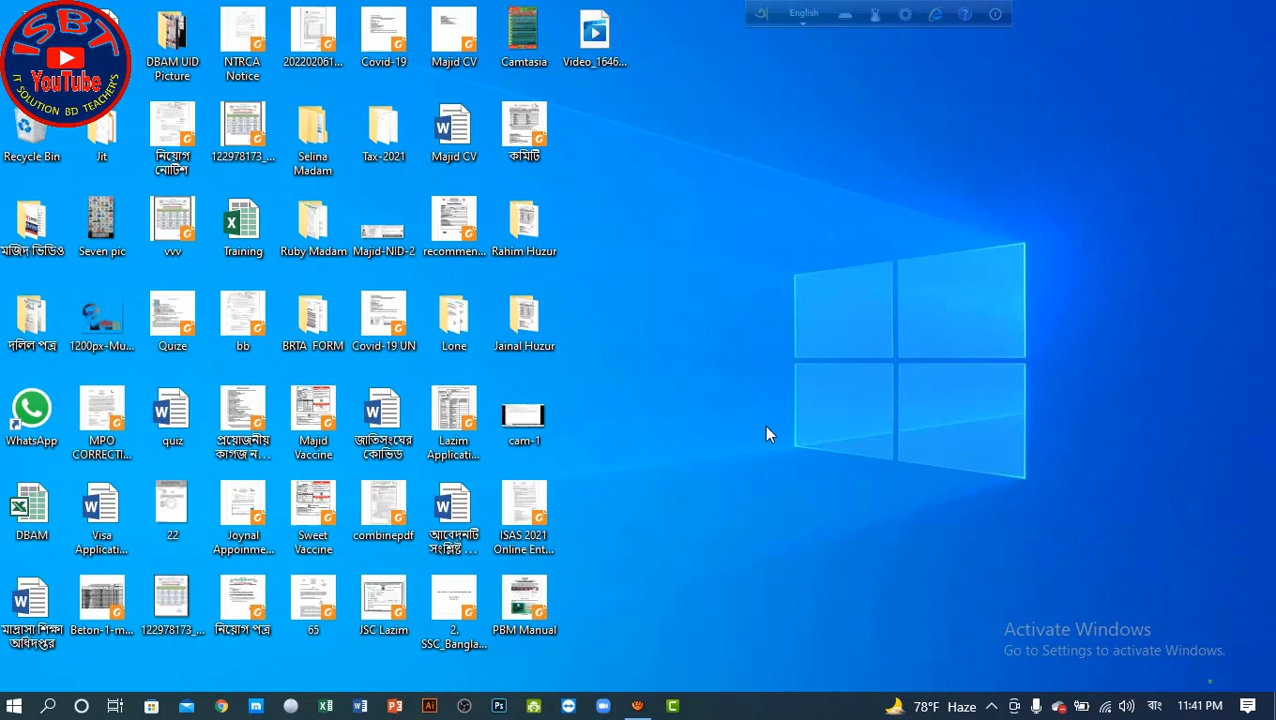 ISBT
YouTube
IT SOLUTION BD TEACHER'S
English
DBAM UID Picture
NTRCA Notice
202202061...
Covid-19
Majid CV
Camtasia
Video_1646...
Recycle Bin
Jit
নিয়োগ নোটিশ
122978173_...
Selina Madam
Tax-2021
Majid CV
কমিটি
মজিদ ভিডিও
Seven pic
vvv
Training
Ruby Madam
Majid-NID-2
recommen...
Rahim Huzur
দলিল পত্র
1200px-Mu...
Quize
bb
BRTA FORM
Covid-19 UN
Lone
Jainal Huzur
WhatsApp
MPO CORRECTI...
quiz
প্রয়োজনীয় কাগজ ন...
Majid Vaccine
জাতিসংঘের কোভিড
Lazim Applicati...
cam-1
DBAM
Visa Applicati...
22
Joynal Appoinme...
Sweet Vaccine
combinepdf
আবেদনটি সংশ্লিষ্ট ...
ISAS 2021 Online Ent...
মাদ্রাসা শিক্ষা অধিদপ্তর
Beton-1-m...
122978173_...
নিয়োগ পত্র
65
JSC Lazim
2. SSC_Bangla...
PBM Manual
Activate Windows
Go to Settings to activate Windows.
78°F Haze
বাং
11:41 PM